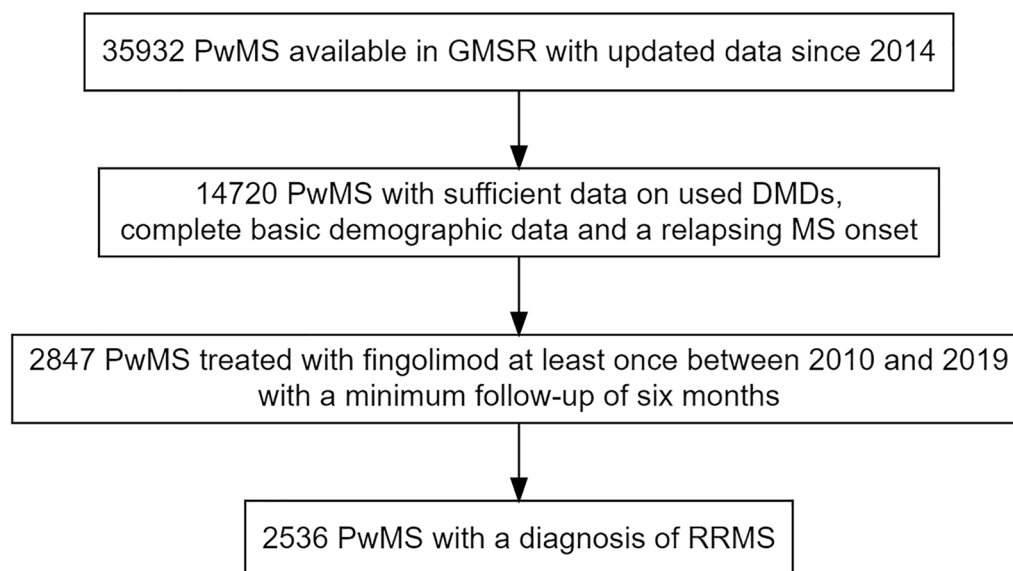 35932 PwMS available in GMSR with updated data since 2014
14720 PwMS with sufficient data on used DMDs,
complete basic demographic data and a relapsing MS onset
2847 PwMS treated with fingolimod at least once between 2010 and 2019
with a minimum follow-up of six months
2536 PwMS with a diagnosis of RRMS